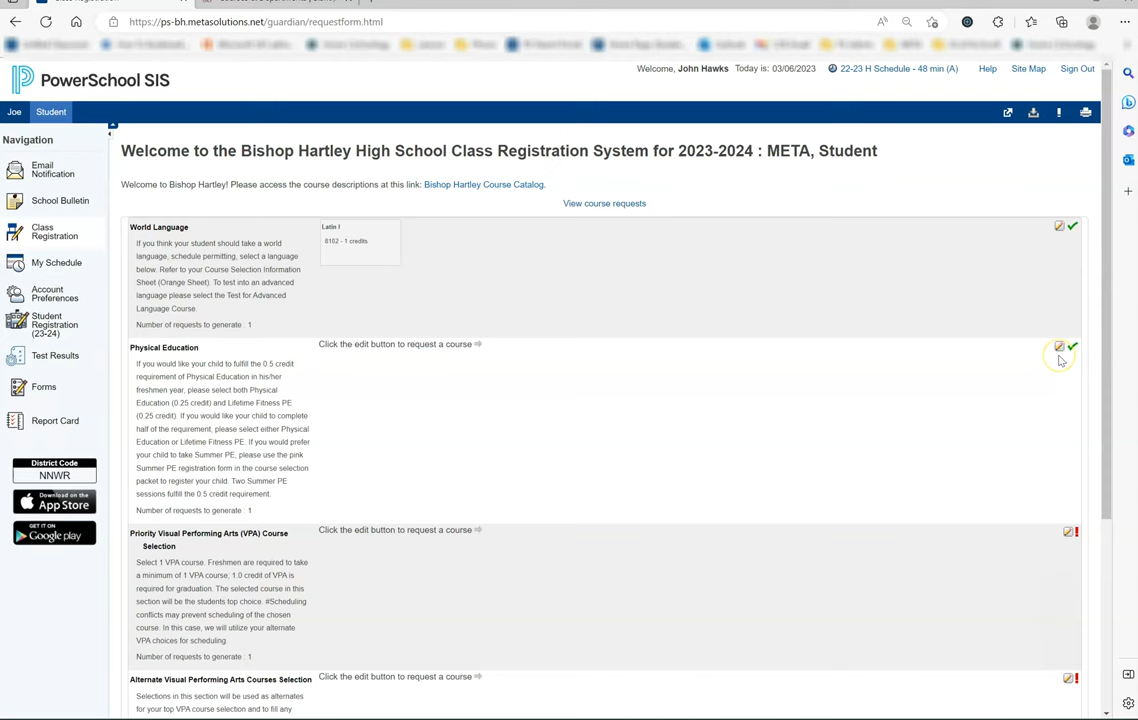 https://ps-bh.metasolutions.net/guardian/requestform.html
PowerSchool SIS
Welcome, John Hawks Today is: 03/06/2023 22-23 H Schedule - 48 min (A) Help Site Map Sign Out
Joe Student
Navigation
Email
Notification
School Bulletin
Class
Registration
My Schedule
Account
Preferences
Student
Registration
(23-24)
Test Results
Forms
Report Card
District Code
NNWR
Download on the
App Store
GET IT ON
Google play
Welcome to the Bishop Hartley High School Class Registration System for 2023-2024 : META, Student
Welcome to Bishop Hartley! Please access the course descriptions at this link: Bishop Hartley Course Catalog.
View course requests
World Language
If you think your student should take a world
language, schedule permitting, select a language
below. Refer to your Course Selection Information
Sheet (Orange Sheet). To test into an advanced
language please select the Test for Advanced
Language Course.
Number of requests to generate : 1
Latin I
8102 - 1 credits
Physical Education
If you would like your child to fulfill the 0.5 credit
requirement of Physical Education in his/her
freshmen year, please select both Physical
Education (0.25 credit) and Lifetime Fitness PE
(0.25 credit). If you would like your child to complete
half of the requirement, please select either Physical
Education or Lifetime Fitness PE. If you would prefer
your child to take Summer PE, please use the pink
Summer PE registration form in the course selection
packet to register your child. Two Summer PE
sessions fulfill the 0.5 credit requirement.
Number of requests to generate : 1
Click the edit button to request a course
Priority Visual Performing Arts (VPA) Course
Selection
Select 1 VPA course. Freshmen are required to take
a minimum of 1 VPA course, 1.0 credit of VPA is
required for graduation. The selected course in this
section will be the students top choice. #Scheduling
conflicts may prevent scheduling of the chosen
course. In this case, we will utilize your alternate
VPA choices for scheduling.
Number of requests to generate : 1
Click the edit button to request a course
Alternate Visual Performing Arts Courses Selection
Selections in this section will be used as alternates
for your top VPA course selection and to fill any
Click the edit button to request a course